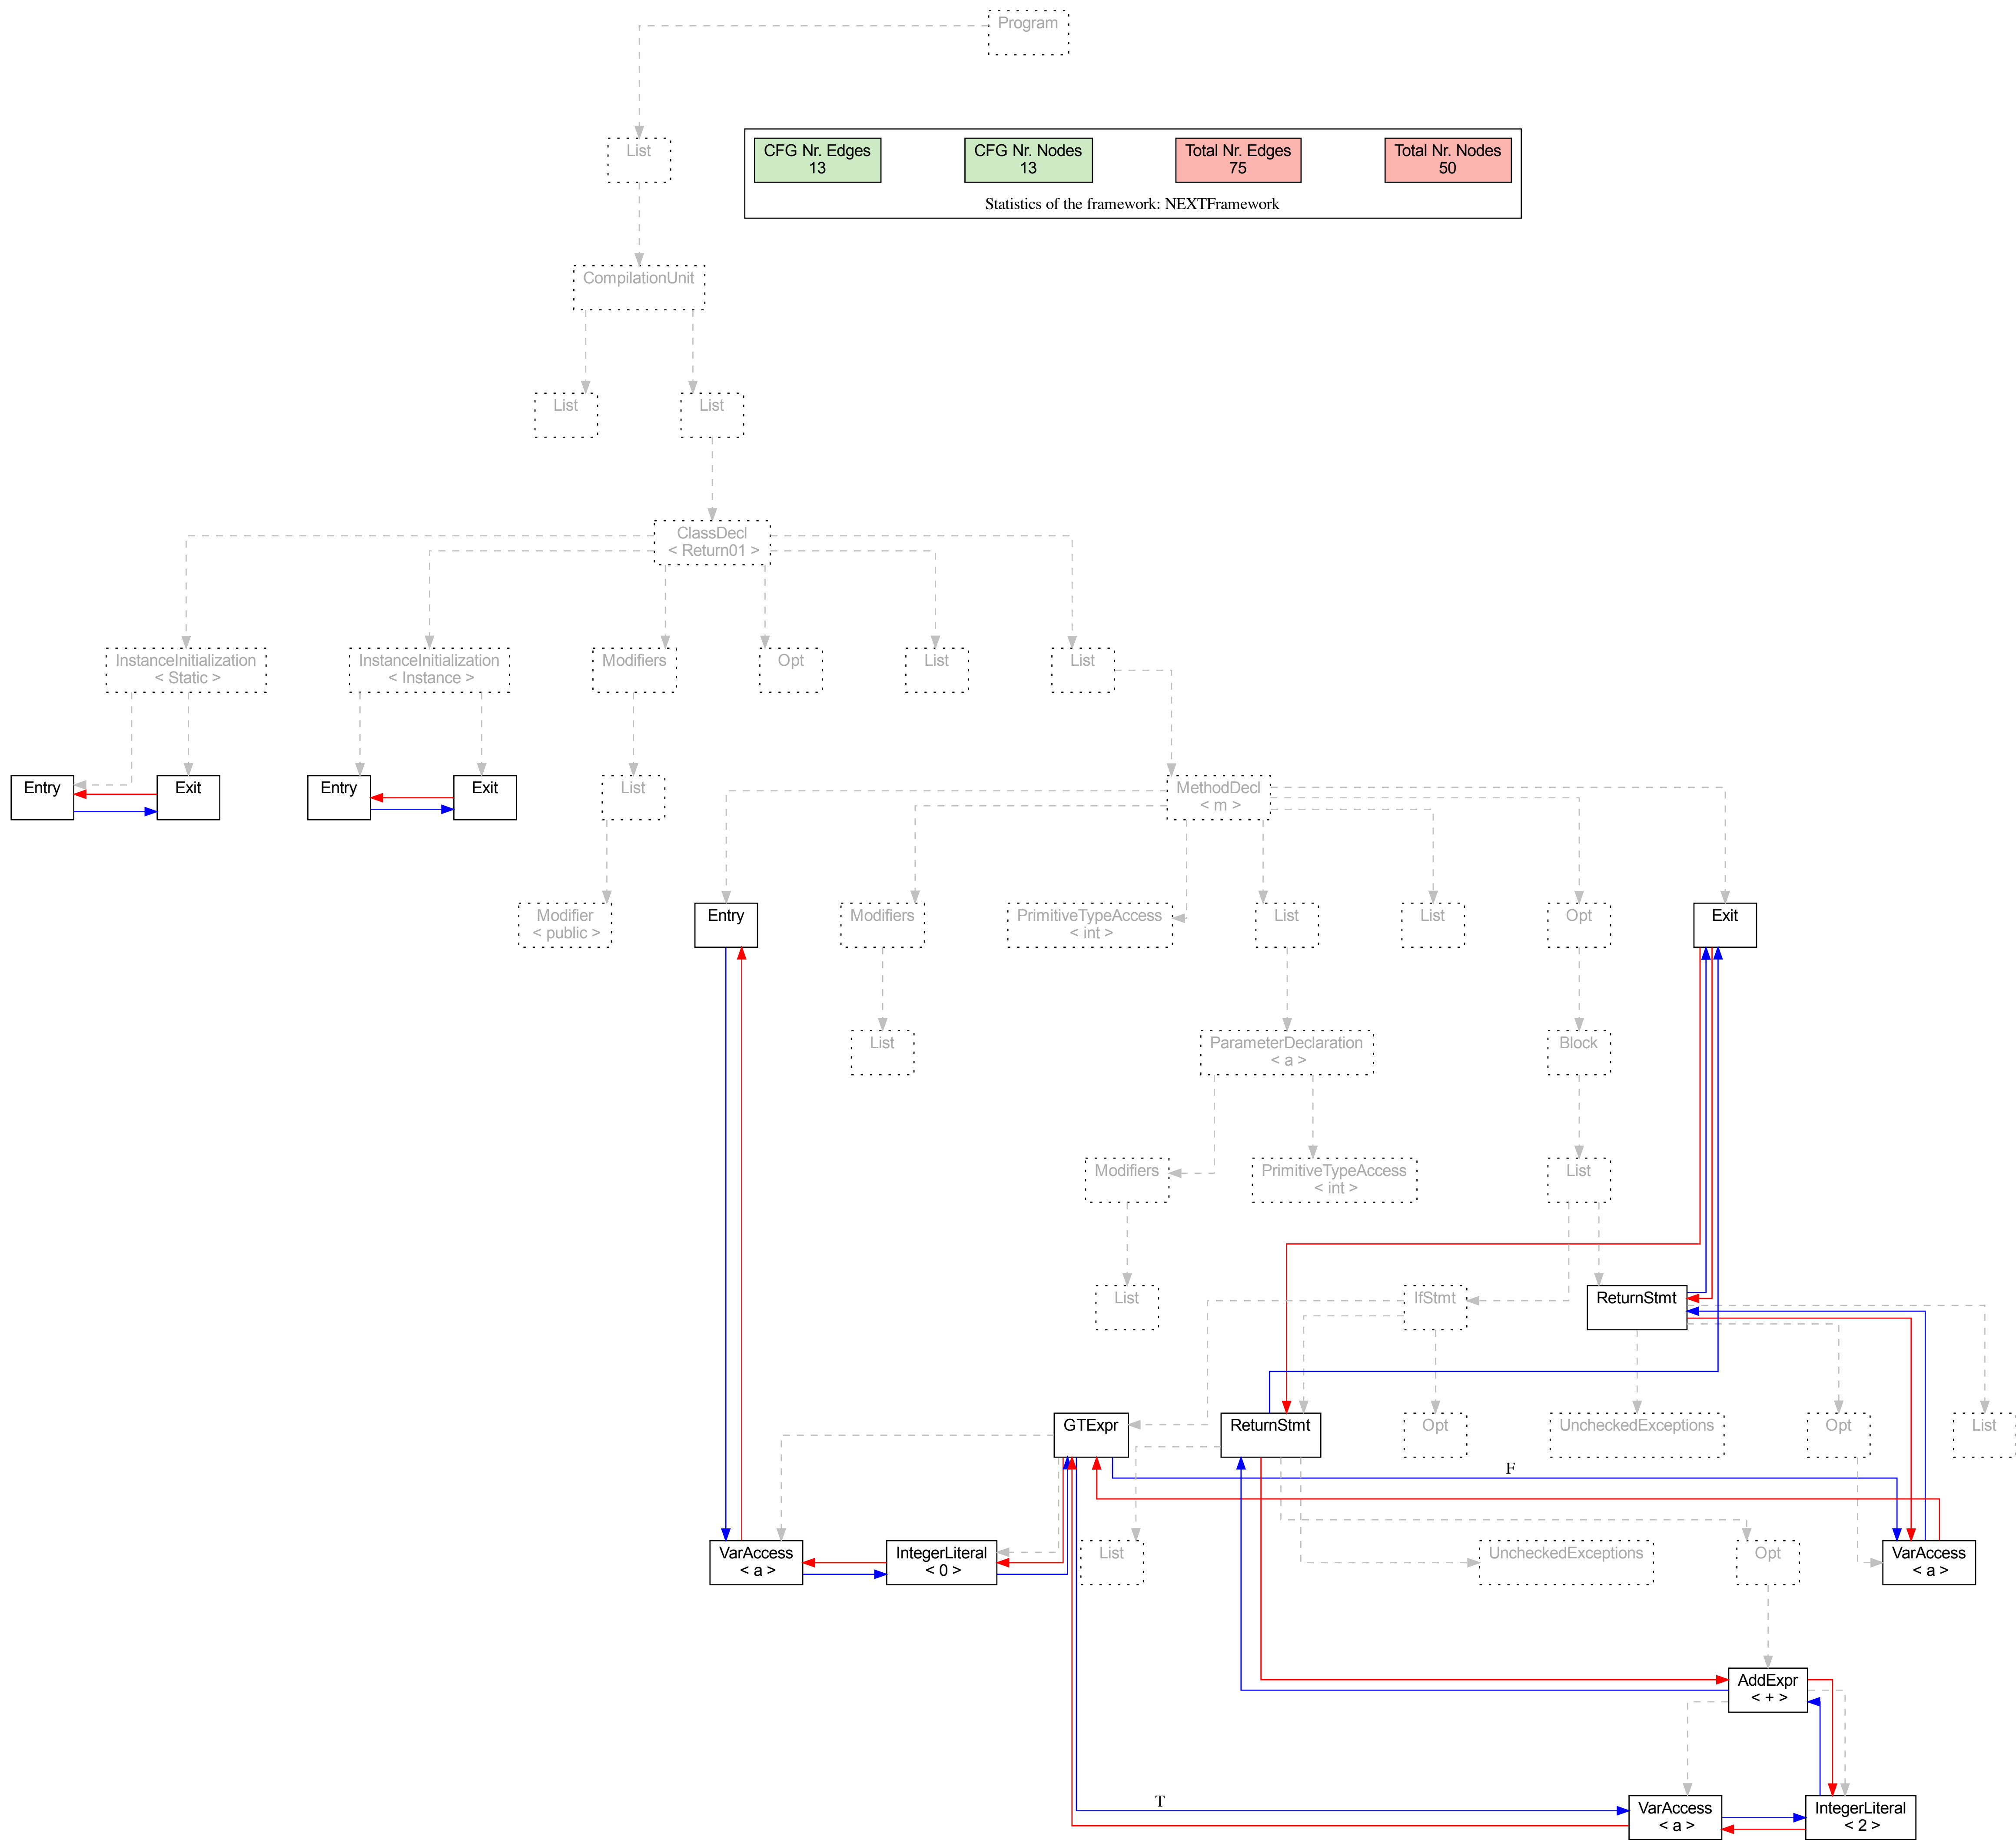 Program
List
CFG Nr. Edges
13
CFG Nr. Nodes
13
Total Nr. Edges
75
Total Nr. Nodes
50
Statistics of the framework: NEXTFramework
CompilationUnit
List
List
ClassDecl
< Return01 >
InstanceInitialization
< Static >
InstanceInitialization
< Instance >
Modifiers
Opt
List
List
Entry
Exit
Entry
Exit
List
MethodDecl
< m >
Modifier
< public >
Entry
Modifiers
PrimitiveTypeAccess
< int >
List
List
Opt
Exit
List
ParameterDeclaration
< a >
Block
Modifiers
PrimitiveTypeAccess
< int >
List
List
IfStmt
ReturnStmt
GTExpr
ReturnStmt
Opt
UncheckedExceptions
Opt
List
F
VarAccess
< a >
IntegerLiteral
< 0 >
List
UncheckedExceptions
Opt
VarAccess
< a >
AddExpr
< + >
T
VarAccess
< a >
IntegerLiteral
< 2 >